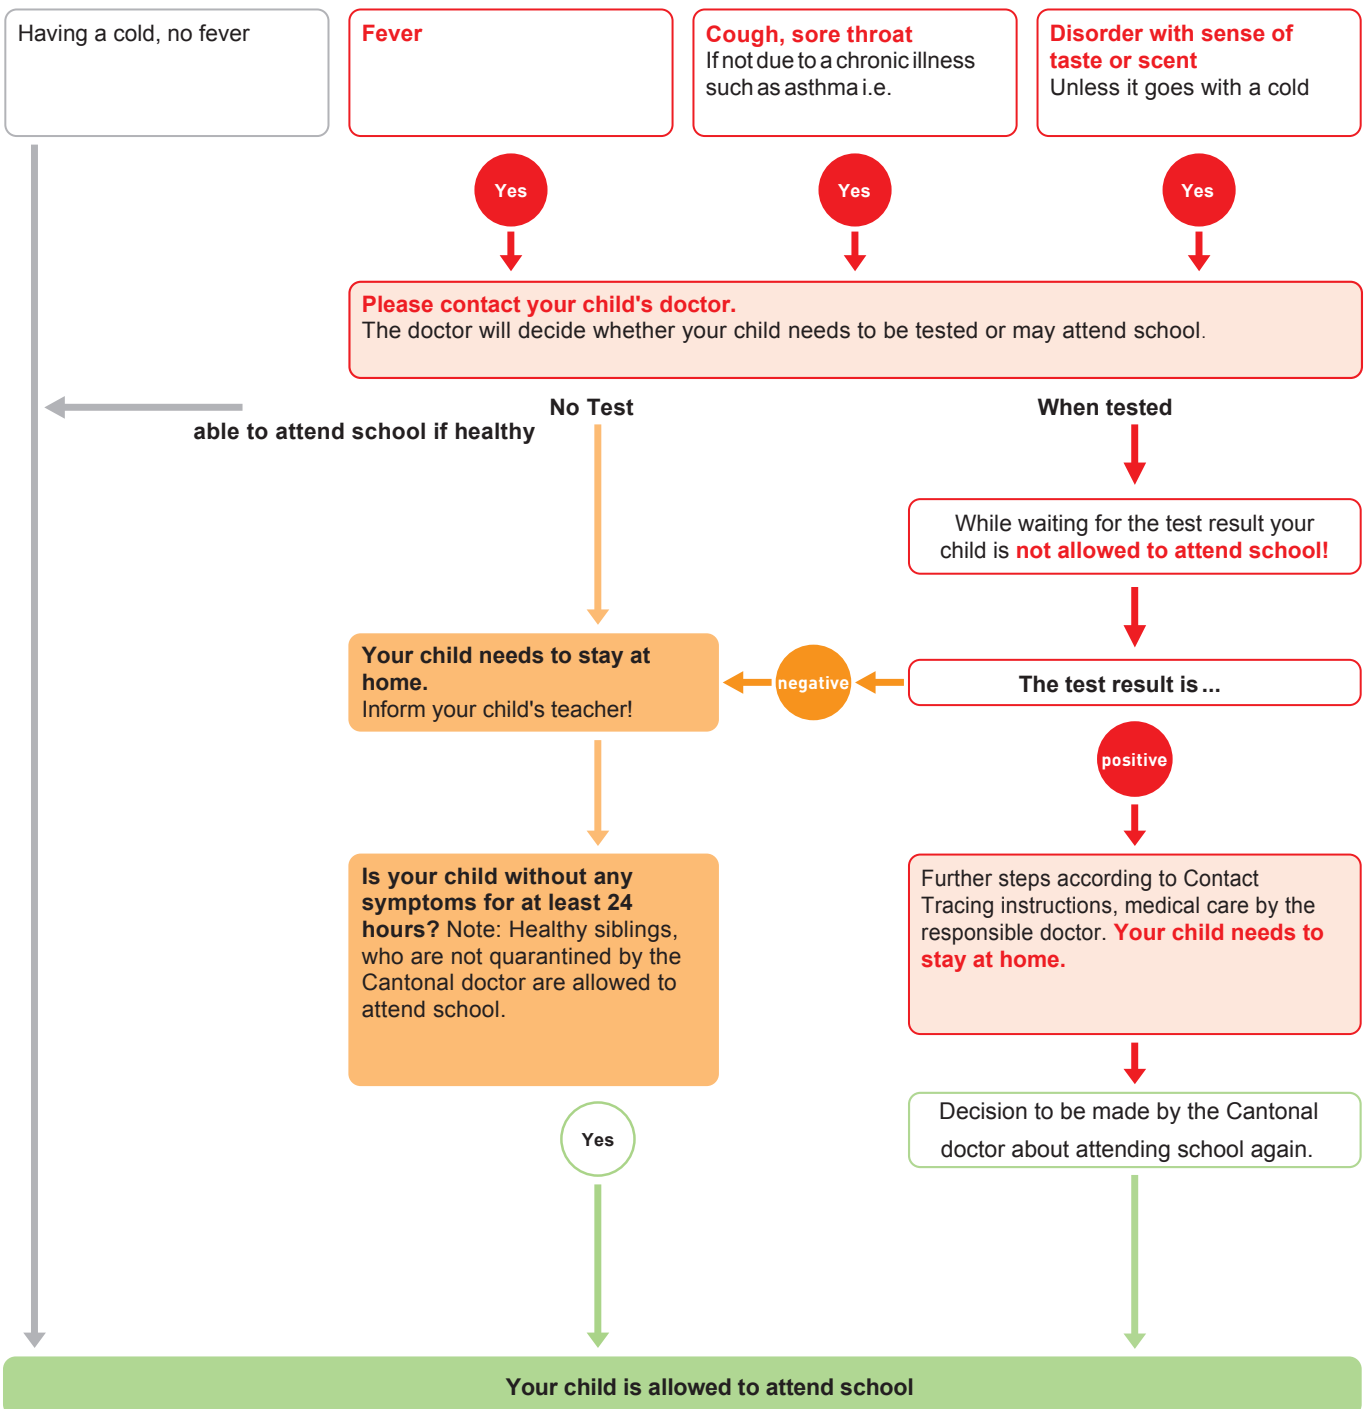 Having a cold, no fever
Fever
Cough, sore throat
If not due to a chronic illness
such as asthma i.e.
Disorder with sense of
taste or scent
Unless it goes with a cold
Yes
Yes
Yes
Please contact your child's doctor.
The doctor will decide whether your child needs to be tested or may attend school.
No Test
When tested
able to attend school if healthy
While waiting for the test result your
child is not allowed to attend school!
Your child needs to stay at
home.
Inform your child's teacher!
negative
The test result is...
positive
Is your child without any
symptoms for at least 24
hours? Note: Healthy siblings,
who are not quarantined by the
Cantonal doctor are allowed to
attend school.
Further steps according to Contact
Tracing instructions, medical care by the
responsible doctor. Your child needs to
stay at home.
Yes
Decision to be made by the Cantonal
doctor about attending school again.
Your child is allowed to attend school